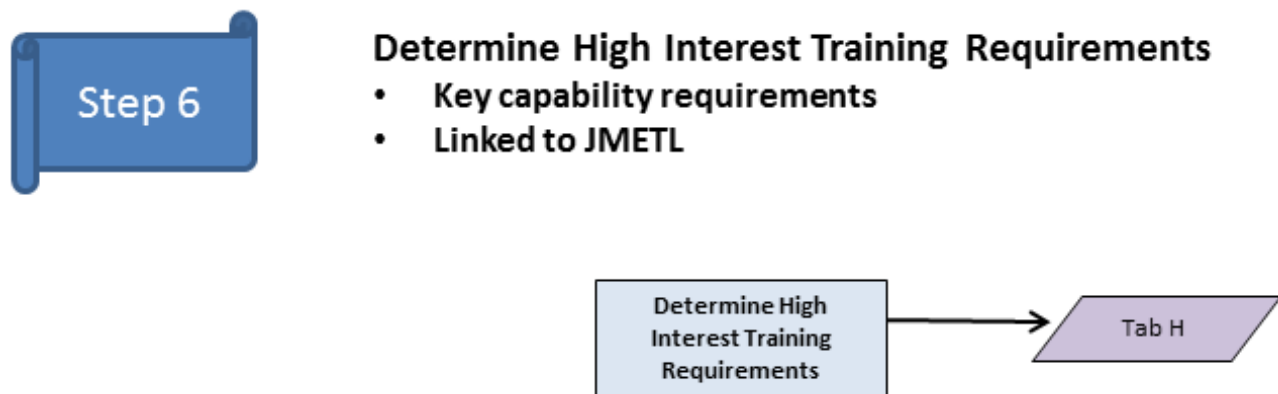 Step 6
Determine High Interest Training Requirements
• Key capability requirements
• Linked to JMETL
Determine High
Interest Training
Requirements
Tab H